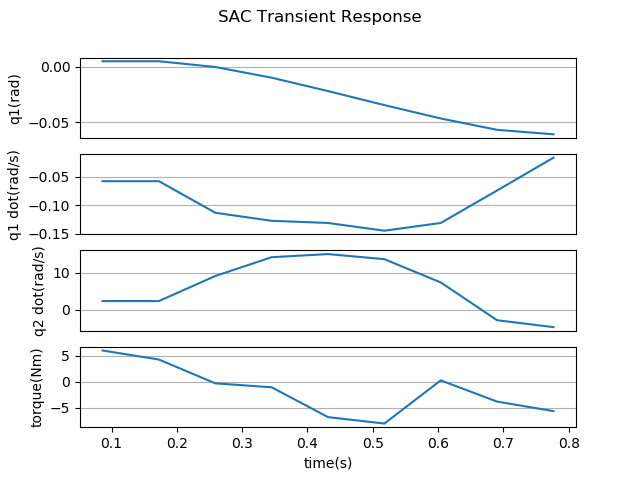 SAC Transient Response
q1(rad)
0.00
−0.05
q1 dot(rad/s)
−0.05
−0.10
−0.15
q2 dot(rad/s)
10
0
torque(Nm)
5
0
−5
0.1 0.2 0.3 0.4 0.5 0.6 0.7 0.8
time(s)